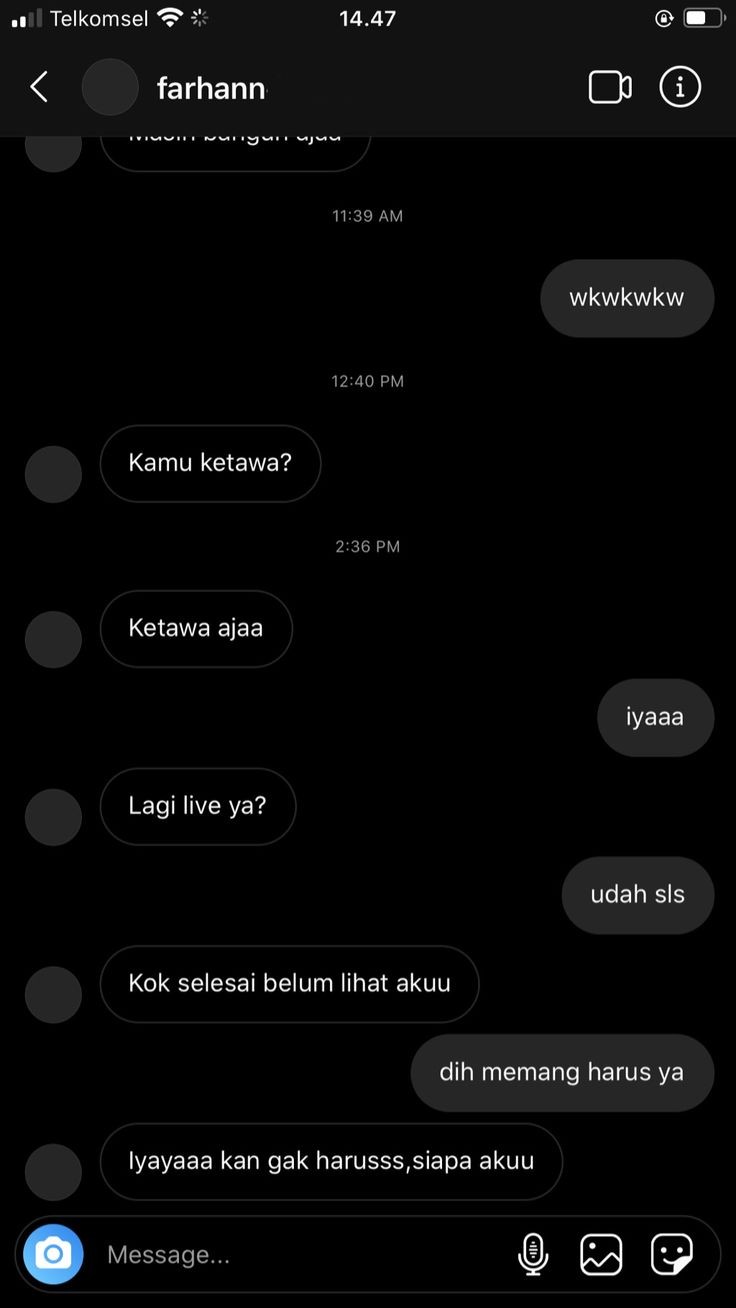 Telkomsel 14.47
farhann
11:39 AM
wkwkwkw
12:40 PM
Kamu ketawa?
2:36 PM
Ketawa ajaa
iyaaa
Lagi live ya?
udah sls
Kok selesai belum lihat akuu
dih memang harus ya
Iyayaaa kan gak harusss,siapa akuu
Message...